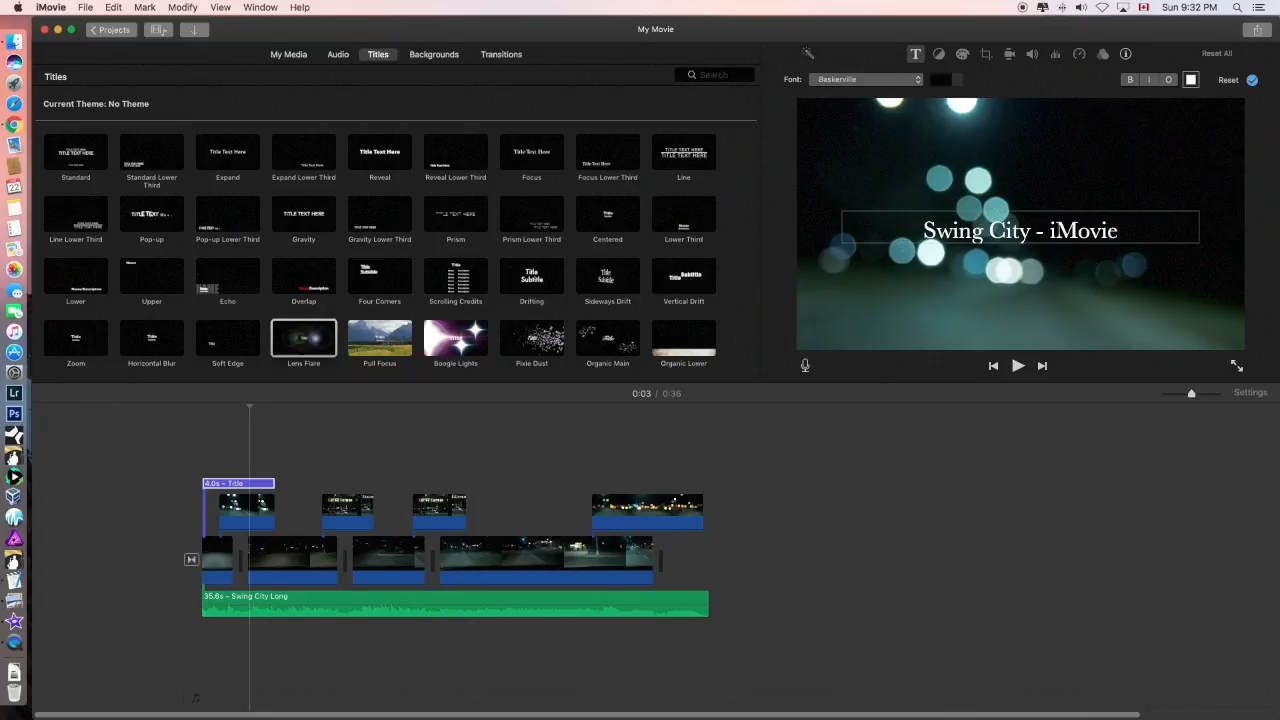 iMovie File Edit Mark Modify View Window Help
Sun 9:32 PM
Projects
My Movie
My Media Audio Titles Backgrounds Transitions
T
Reset All
Titles
Search
Font: Baskerville
B I O
Reset
Current Theme: No Theme
Standard Standard Lower Third Expand Expand Lower Third Reveal Reveal Lower Third Focus Focus Lower Third Line
Line Lower Third Pop-up Pop-up Lower Third Gravity Gravity Lower Third Prism Prism Lower Third Centered Lower Third
Swing City - iMovie
Lower Upper Echo Overlap Four Corners Scrolling Credits Drifting Sideways Drift Vertical Drift
Zoom Horizontal Blur Soft Edge Lens Flare Pull Focus Boogie Lights Pixie Dust Organic Main Organic Lower
0:03 / 0:36
Settings
Lr
Ps
4.0s – Title
35.6s – Swing City Long